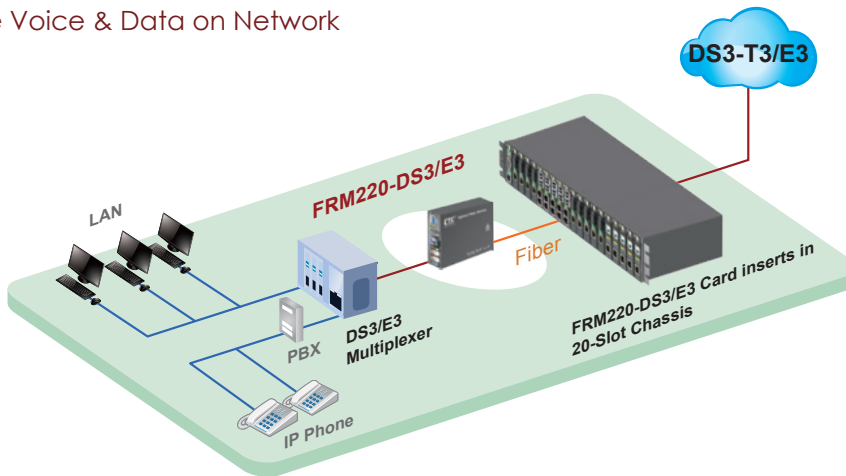 e Voice & Data on Network
DS3-T3/E3
FRM220-DS3/E3
LAN
Fiber
FRM220-DS3/E3 Card inserts in
20-Slot Chassis
DS3/E3
Multiplexer
PBX
IP Phone